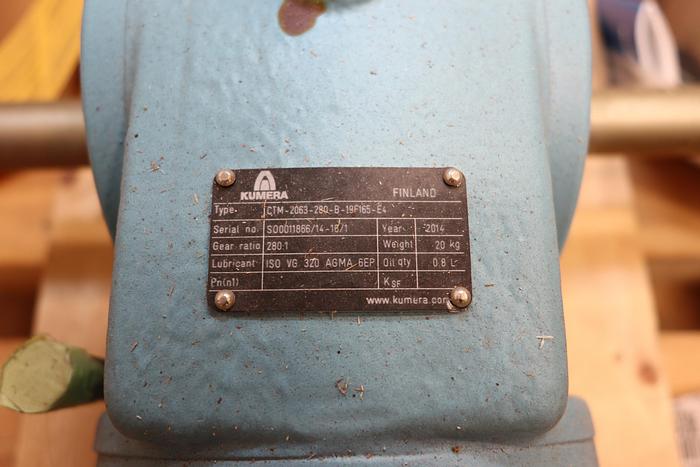 KUMERA FINLAND
Type CTM-2063-280-B-19F165-E4
Serial no. SO0011866/14-18/1 Year 2014
Gear ratio 280:1 Weight 20 kg
Lubricant ISO VG 320 AGMA 6EP Oil qty 0.8 L
Pn(n1) KSF
www.kumera.com